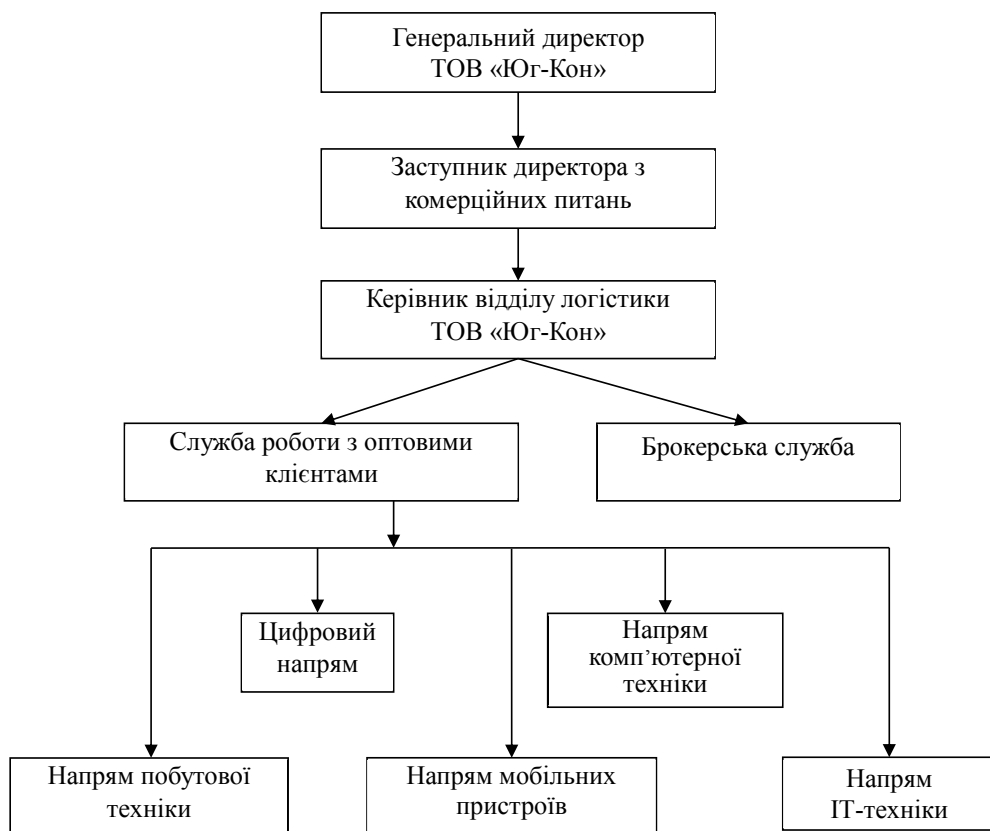 Генеральний директор
ТОВ «Юг-Кон»
Заступник директора з
комерційних питань
Керівник відділу логістики
ТОВ «Юг-Кон»
Служба роботи з оптовими
клієнтами
Брокерська служба
Цифровий
напрям
Напрям
комп’ютерної
техніки
Напрям побутової
техніки
Напрям мобільних
пристроїв
Напрям
ІТ-техніки